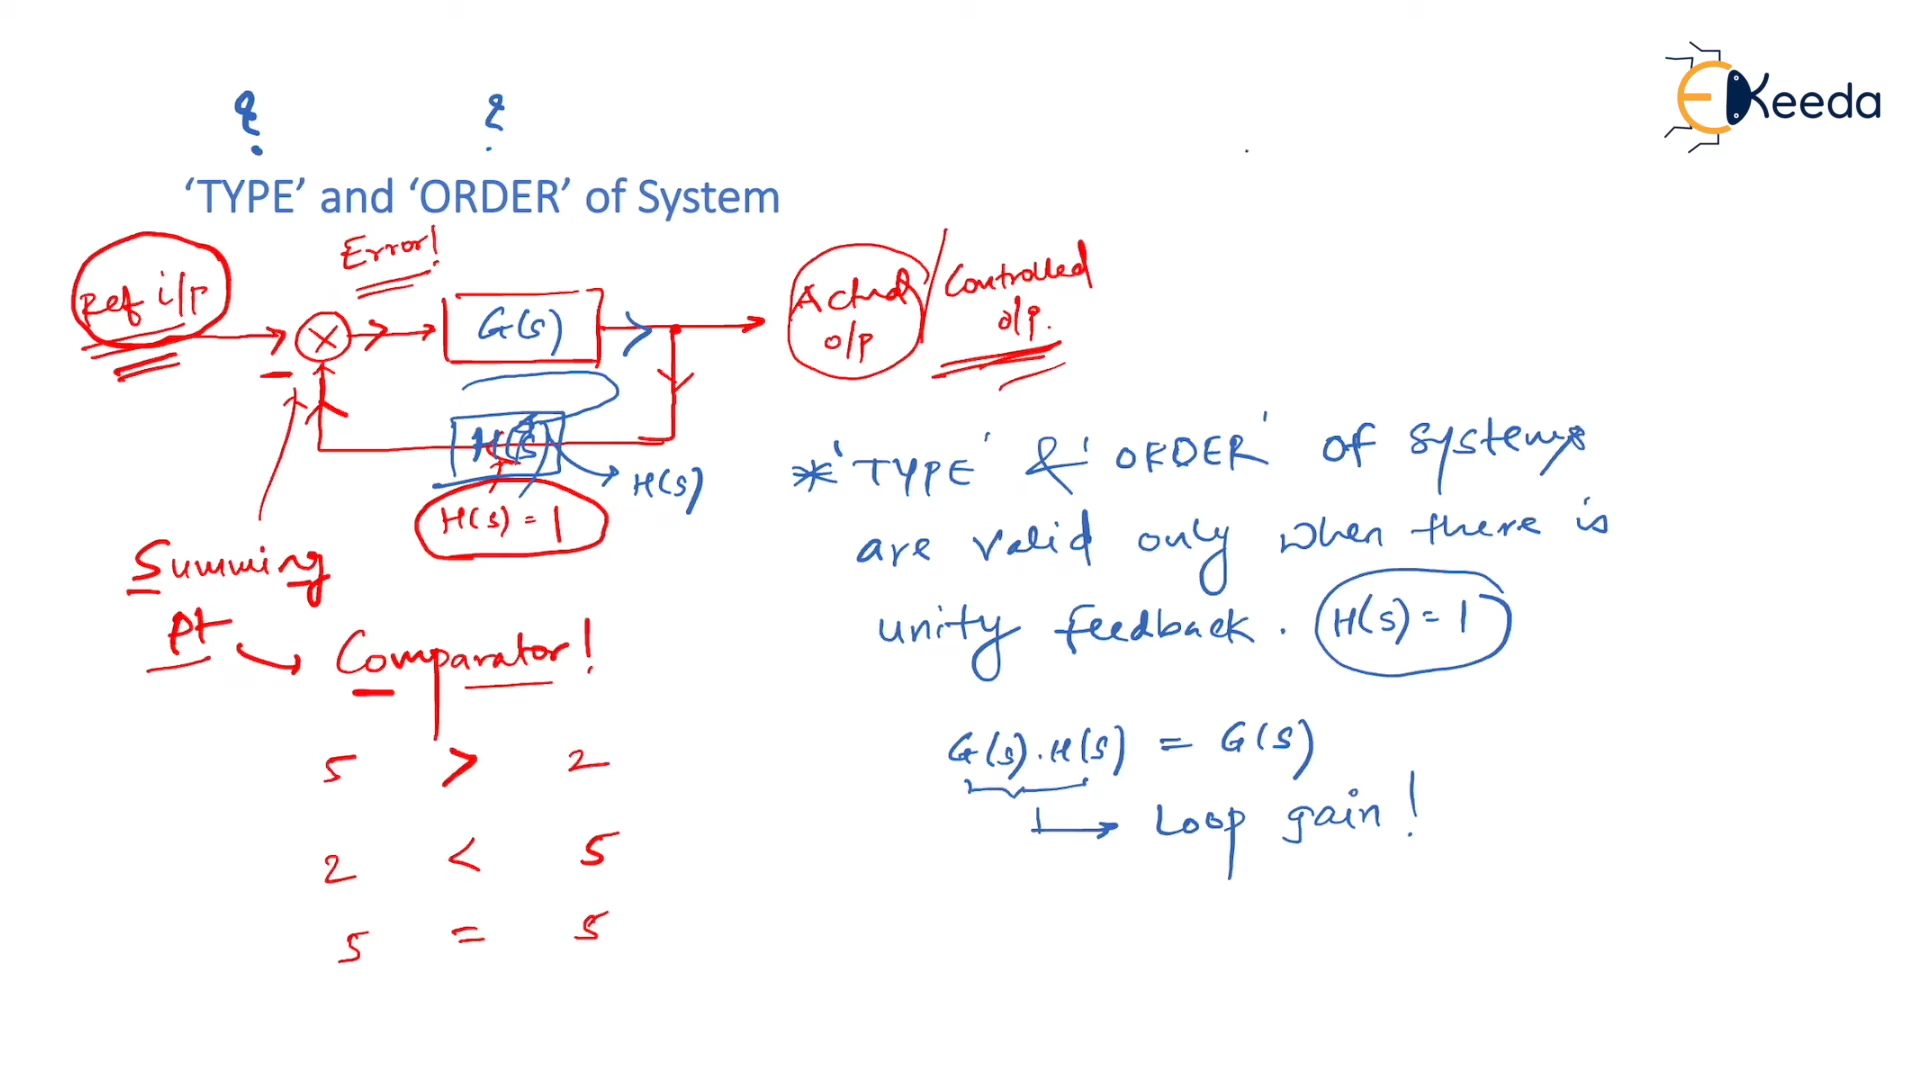 EKeeda
? ?
‘TYPE’ and ‘ORDER’ of System
Error!
Ref i/p
G(s)
Actual o/p / Controlled o/p.
H(s)
H(s)
H(s) = 1
Summing
pt → Comparator!
5 > 2
2 < 5
5 = 5
* 'TYPE' & 'ORDER' of systems
are valid only when there is
unity feedback. H(s) = 1
G(s).H(s) = G(s)
→ Loop gain!